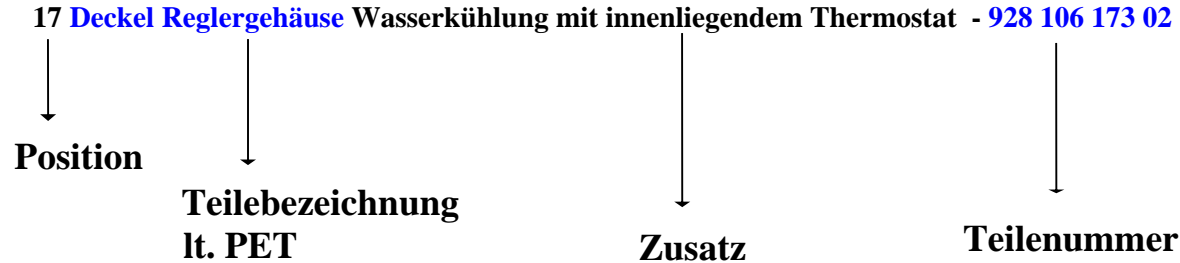 17 Deckel Reglergehäuse Wasserkühlung mit innenliegendem Thermostat - 928 106 173 02
Position
Teilebezeichnung
lt. PET
Zusatz
Teilenummer